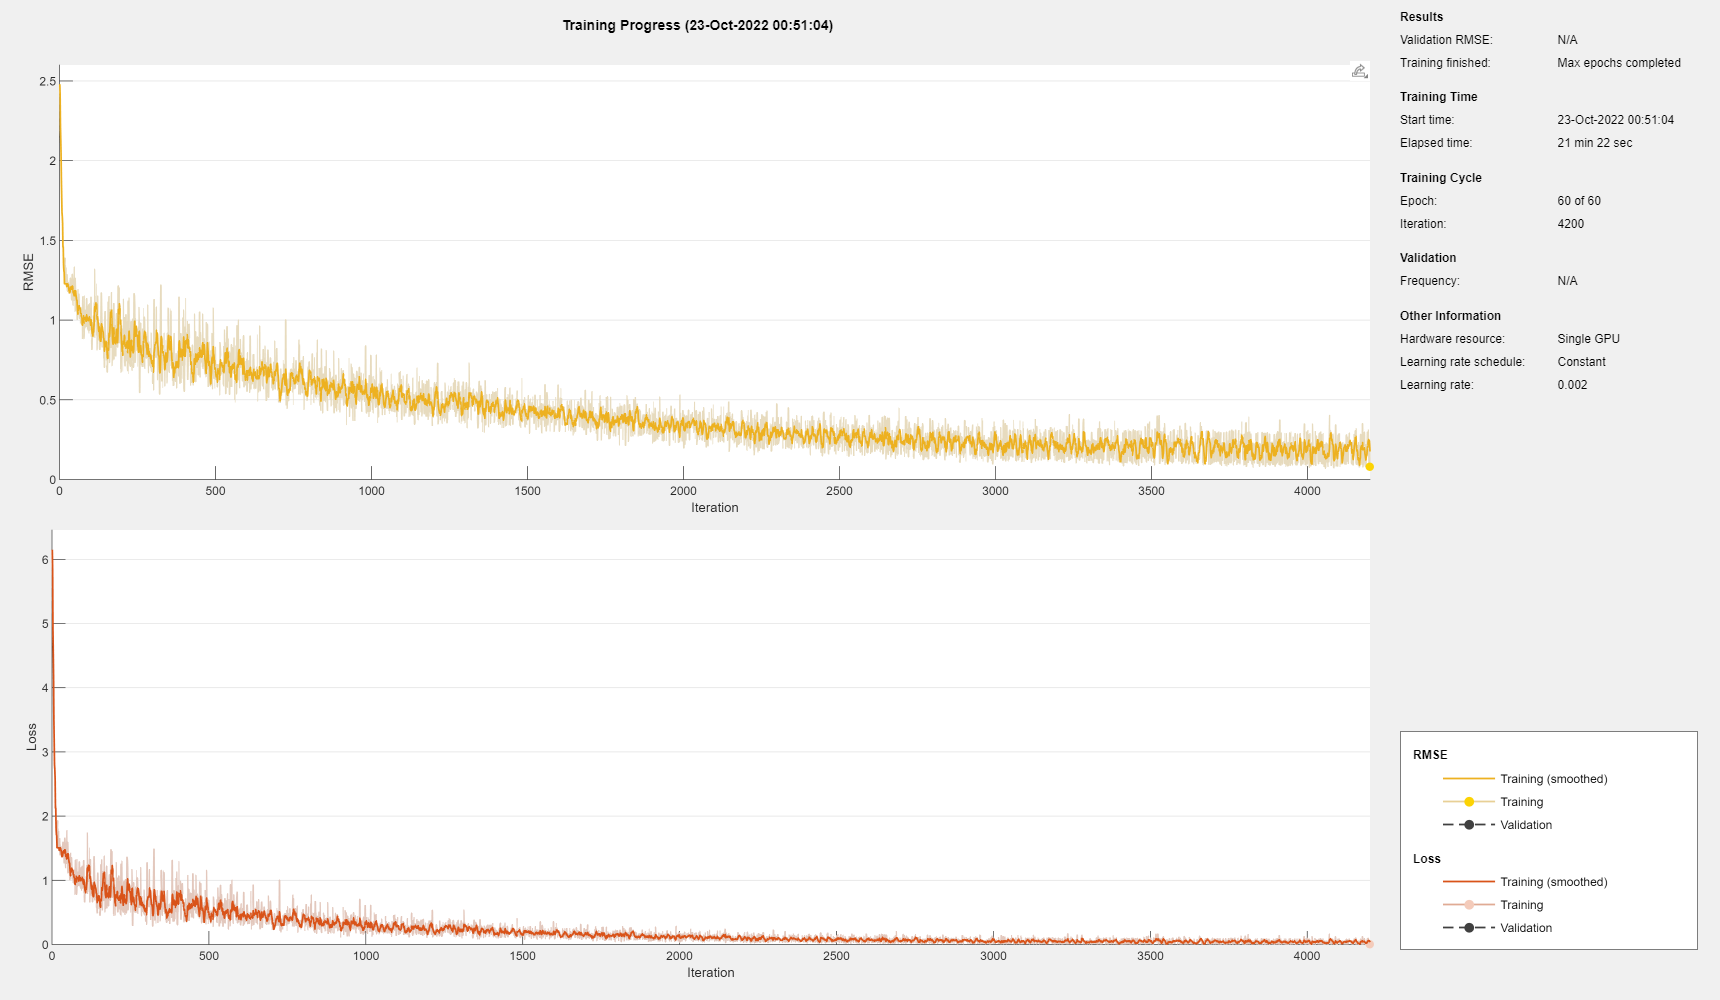 Training Progress (23-Oct-2022 00:51:04)
2.5
2
1.5
1
0.5
0
RMSE
0 500 1000 1500 2000 2500 3000 3500 4000
Iteration
6
5
4
3
2
1
0
Loss
0 500 1000 1500 2000 2500 3000 3500 4000
Iteration
Results
Validation RMSE: N/A
Training finished: Max epochs completed
Training Time
Start time: 23-Oct-2022 00:51:04
Elapsed time: 21 min 22 sec
Training Cycle
Epoch: 60 of 60
Iteration: 4200
Validation
Frequency: N/A
Other Information
Hardware resource: Single GPU
Learning rate schedule: Constant
Learning rate: 0.002
RMSE
Training (smoothed)
Training
Validation
Loss
Training (smoothed)
Training
Validation